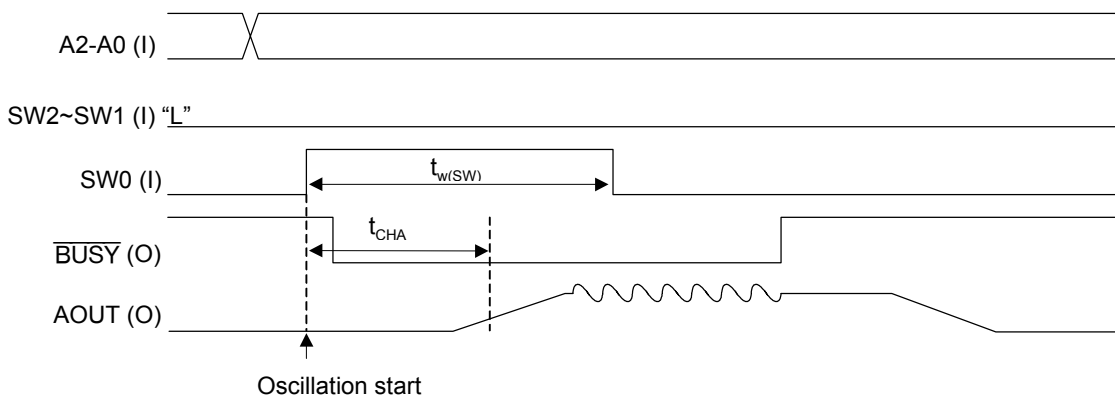 A2-A0 (I)
SW2~SW1 (I) “L”
SW0 (I)
tw(SW)
tCHA
BUSY (O)
AOUT (O)
Oscillation start